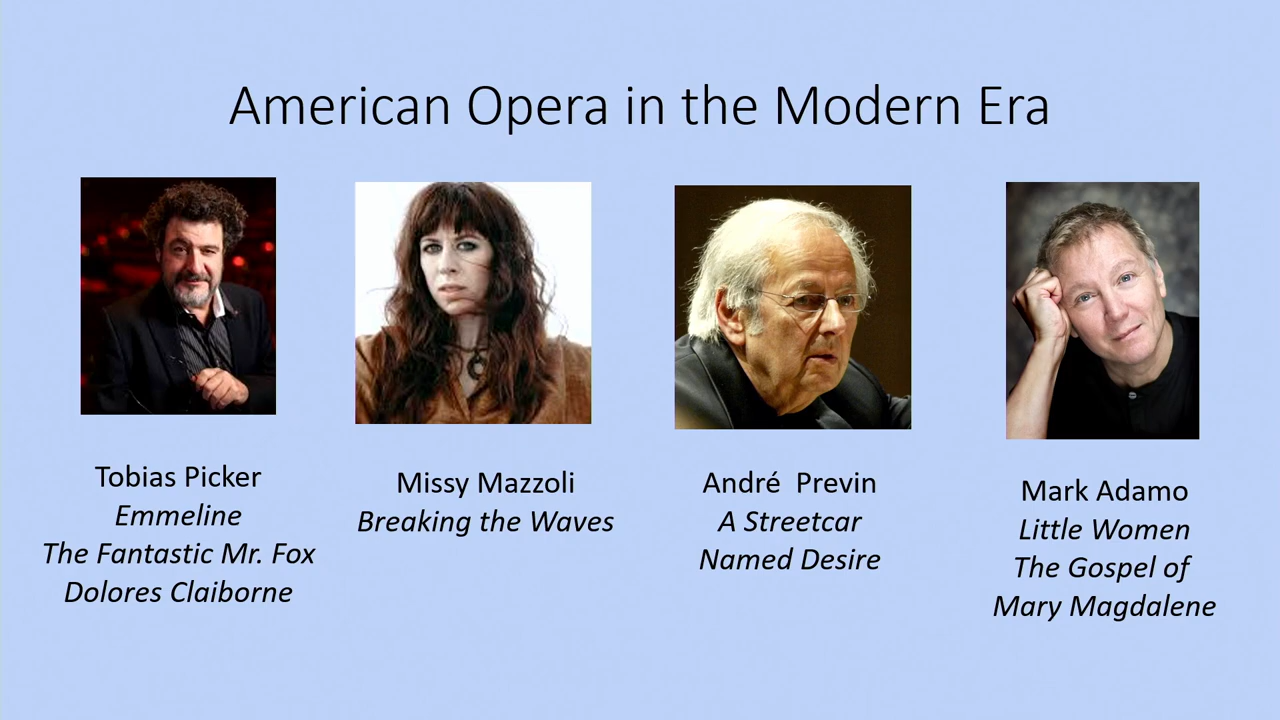 American Opera in the Modern Era
Tobias Picker
Emmeline
The Fantastic Mr. Fox
Dolores Claiborne
Missy Mazzoli
Breaking the Waves
André  Previn
A Streetcar
Named Desire
Mark Adamo
Little Women
The Gospel of
Mary Magdalene